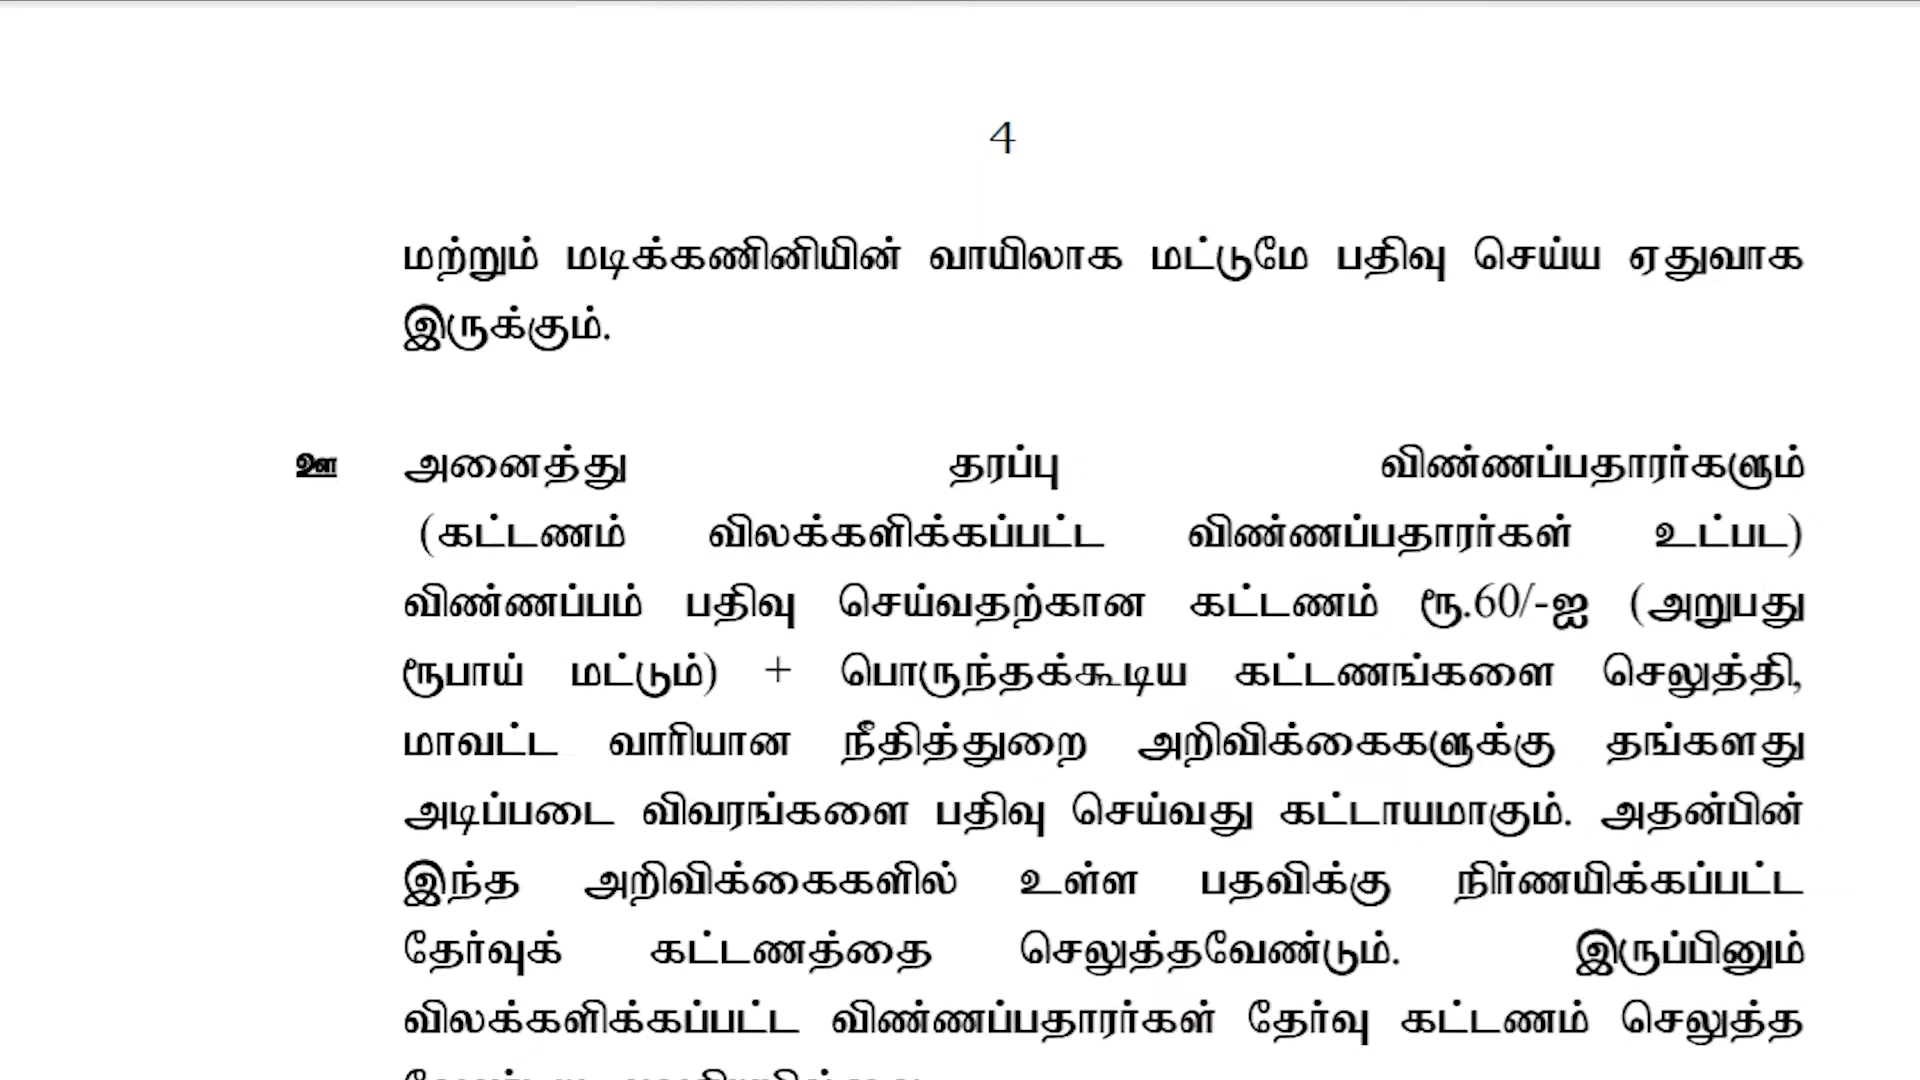 4
மற்றும் மடிக்கணினியின் வாயிலாக மட்டுமே பதிவு செய்ய ஏதுவாக
இருக்கும்.
ஊ அனைத்து தரப்பு விண்ணப்பதாரர்களும்
(கட்டணம் விலக்களிக்கப்பட்ட விண்ணப்பதாரர்கள் உட்பட)
விண்ணப்பம் பதிவு செய்வதற்கான கட்டணம் ரூ.60/-ஐ (அறுபது
ரூபாய் மட்டும்) + பொருந்தக்கூடிய கட்டணங்களை செலுத்தி,
மாவட்ட வாரியான நீதித்துறை அறிவிக்கைகளுக்கு தங்களது
அடிப்படை விவரங்களை பதிவு செய்வது கட்டாயமாகும். அதன்பின்
இந்த அறிவிக்கைகளில் உள்ள பதவிக்கு நிர்ணயிக்கப்பட்ட
தேர்வுக் கட்டணத்தை செலுத்தவேண்டும். இருப்பினும்
விலக்களிக்கப்பட்ட விண்ணப்பதாரர்கள் தேர்வு கட்டணம் செலுத்த